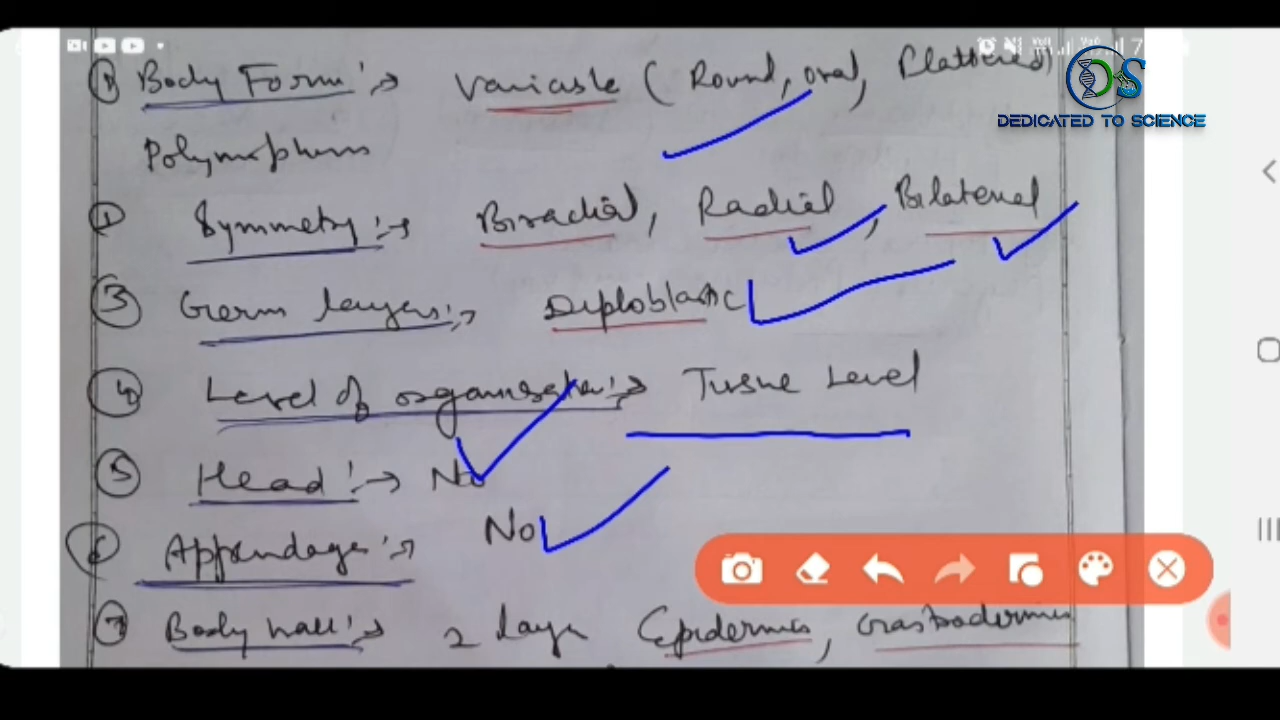 ① Body Form :→ Variable ( Round, oval, Flattened)
Polymorphism
② Symmetry :→ Biradial, Radial, Bilateral
③ Germ layers :→ Diploblastic
④ Level of organisation :→ Tissue Level
⑤ Head :→ No
⑥ Appendage :→ No
⑦ Body wall :→ 2 layer Epidermis, Gastrodermis
DS
DEDICATED TO SCIENCE